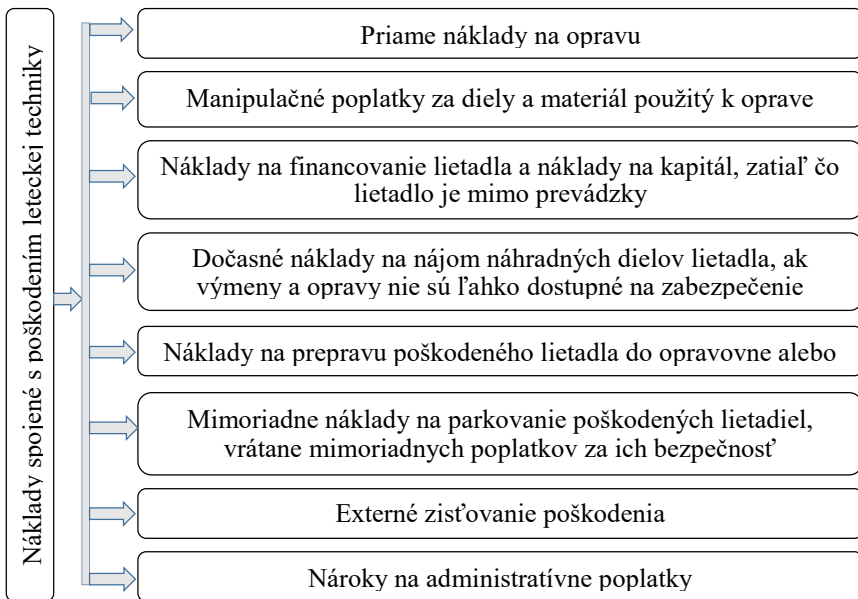 Náklady spojené s poškodením leteckej techniky
Priame náklady na opravu
Manipulačné poplatky za diely a materiál použitý k oprave
Náklady na financovanie lietadla a náklady na kapitál, zatiaľ čo
lietadlo je mimo prevádzky
Dočasné náklady na nájom náhradných dielov lietadla, ak
výmeny a opravy nie sú ľahko dostupné na zabezpečenie
Náklady na prepravu poškodeného lietadla do opravovne alebo
Mimoriadne náklady na parkovanie poškodených lietadiel,
vrátane mimoriadnych poplatkov za ich bezpečnosť
Externé zisťovanie poškodenia
Nároky na administratívne poplatky